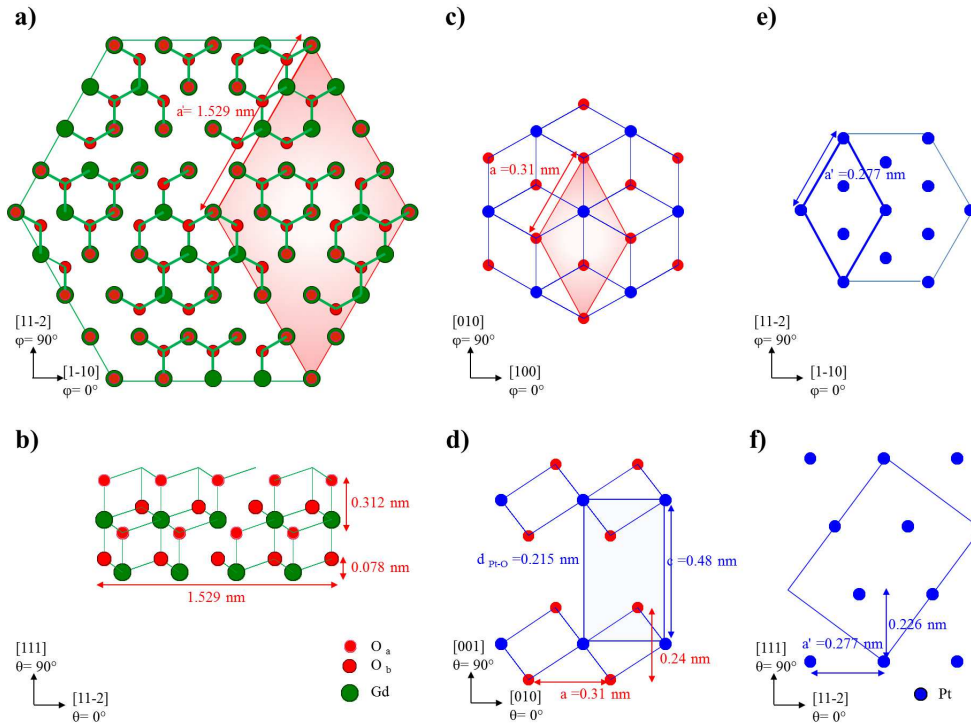 a)
a'= 1.529 nm
[11-2]
φ= 90°
[1-10]
φ= 0°
b)
0.312 nm
0.078 nm
1.529 nm
[111]
θ= 90°
[11-2]
θ= 0°
O a
O b
Gd
c)
a = 0.31 nm
[010]
φ= 90°
[100]
φ= 0°
d)
d Pt-O =0.215 nm
c=0.48 nm
0.24 nm
a = 0.31 nm
[001]
θ= 90°
[010]
θ= 0°
e)
a' = 0.277 nm
[11-2]
φ= 90°
[1-10]
φ= 0°
f)
0.226 nm
a' =0.277 nm
[111]
θ= 90°
[11-2]
θ= 0°
Pt